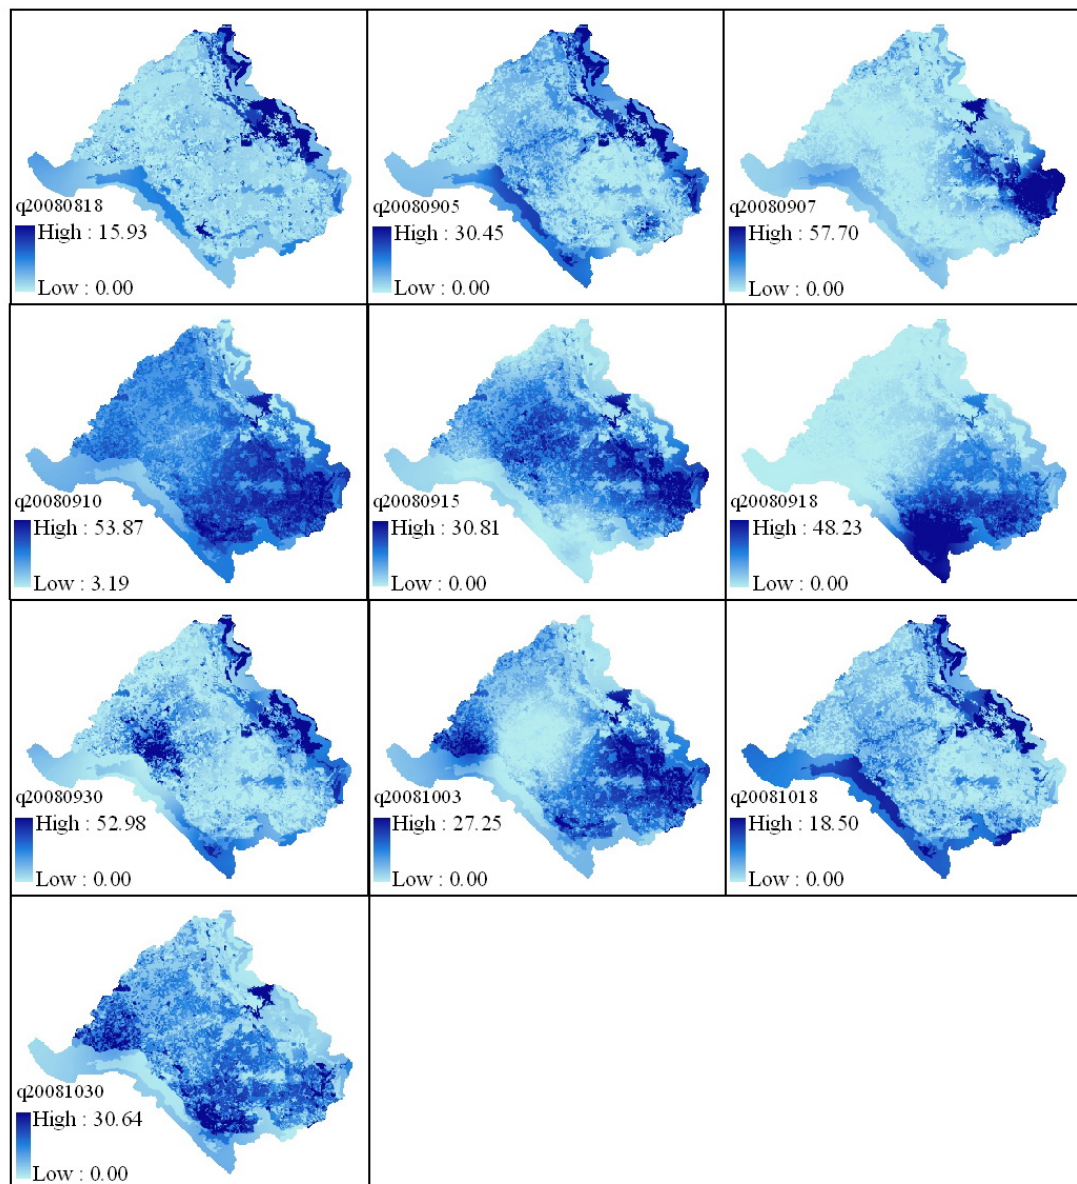 q20080818
High : 15.93
Low : 0.00
q20080905
High : 30.45
Low : 0.00
q20080907
High : 57.70
Low : 0.00
q20080910
High : 53.87
Low : 3.19
q20080915
High : 30.81
Low : 0.00
q20080918
High : 48.23
Low : 0.00
q20080930
High : 52.98
Low : 0.00
q20081003
High : 27.25
Low : 0.00
q20081018
High : 18.50
Low : 0.00
q20081030
High : 30.64
Low : 0.00